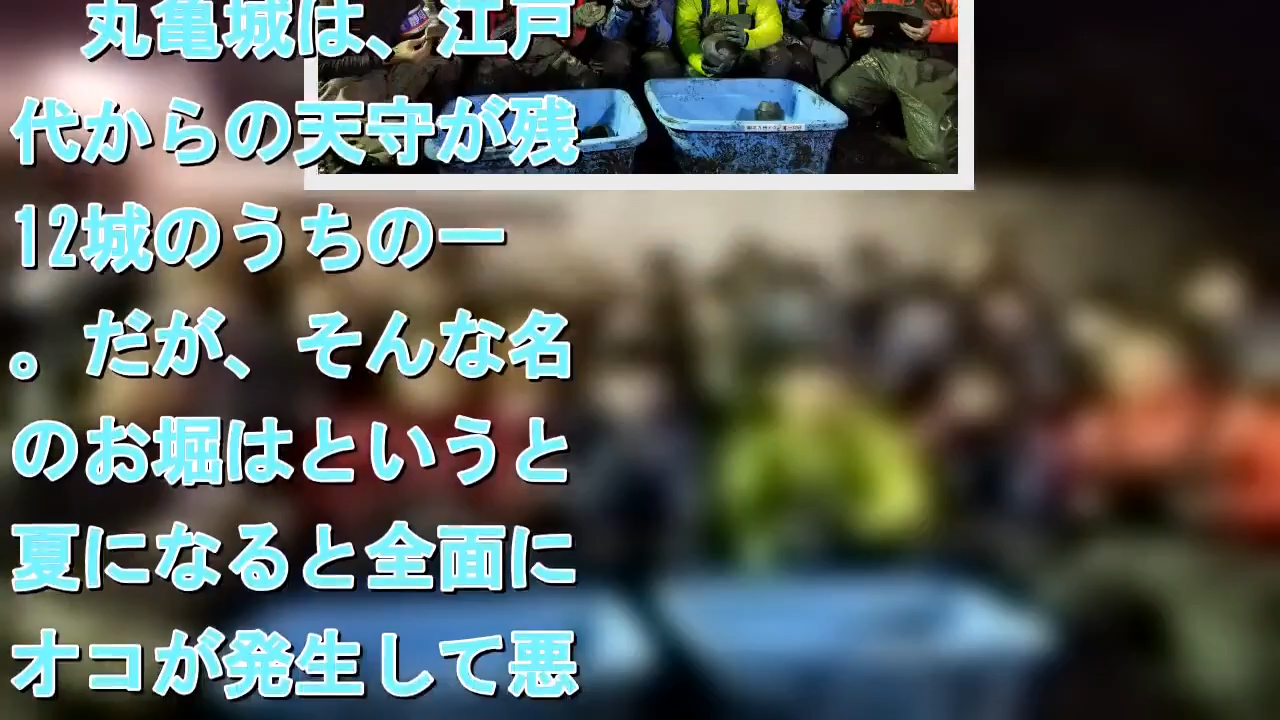 丸亀城は、江戸
代からの天守が残
12城のうちの一
。だが、そんな名
のお堀はというと
夏になると全面に
オコが発生して悪